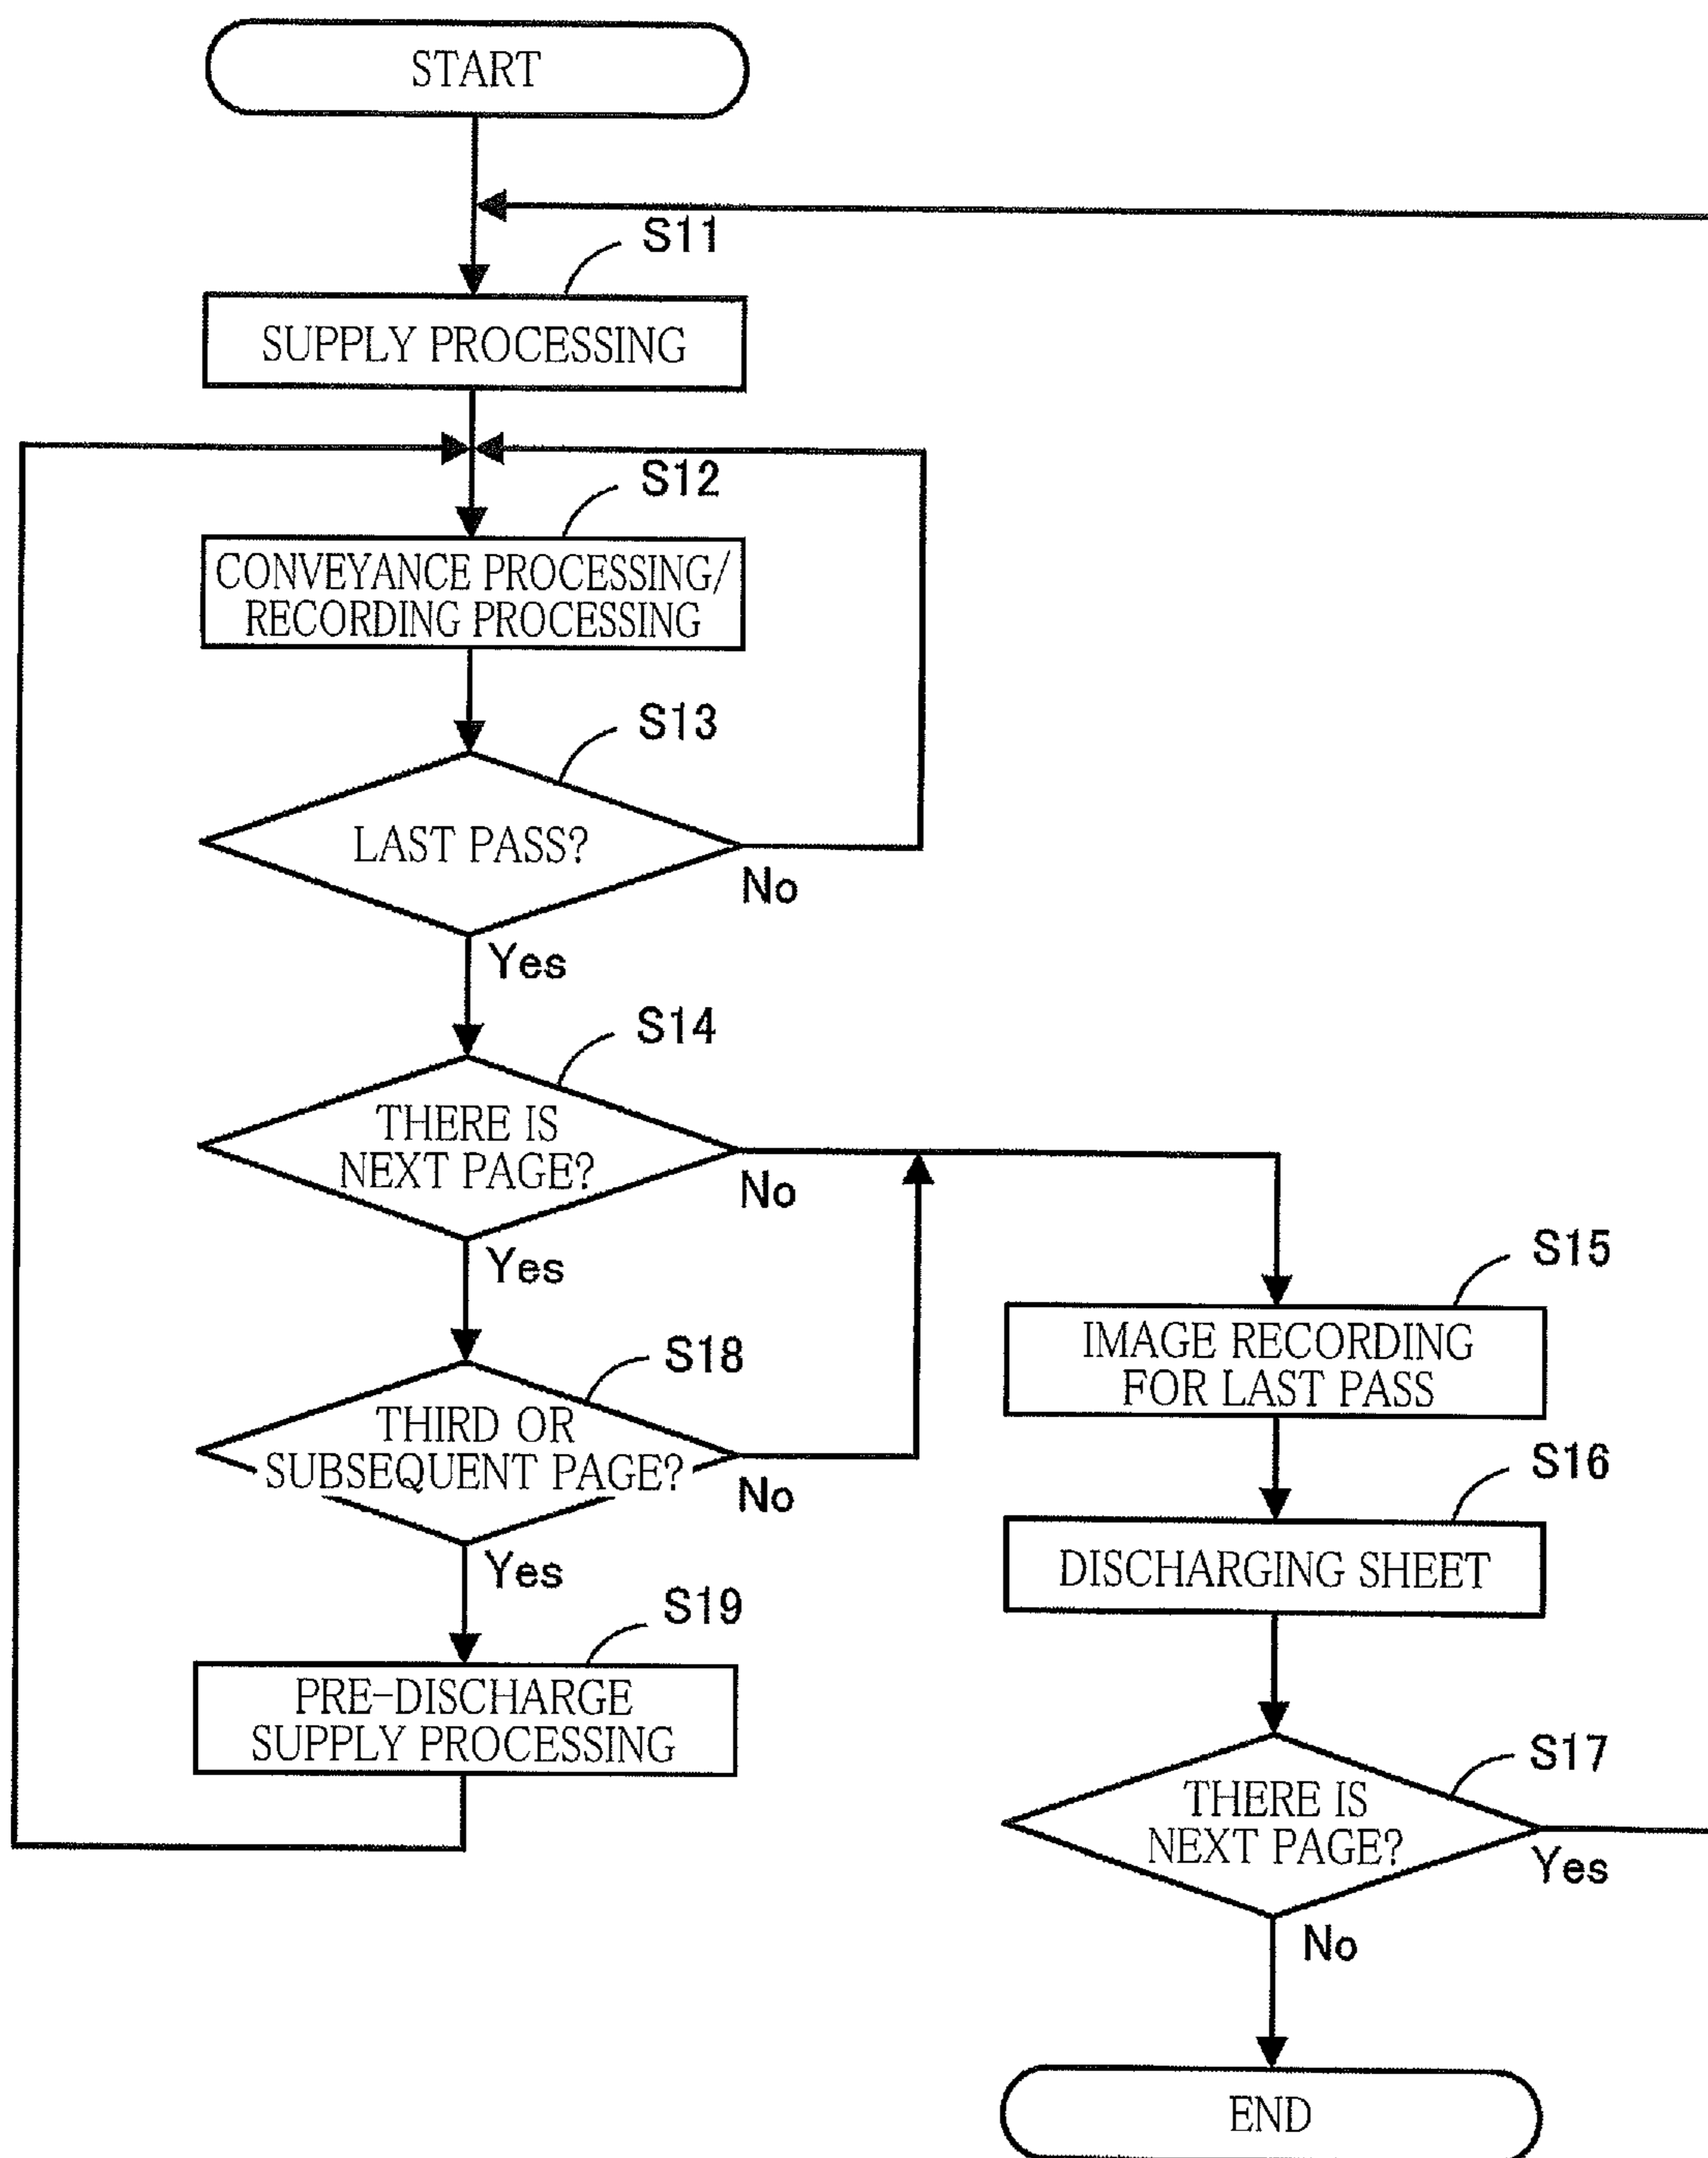 START
S11
SUPPLY PROCESSING
S12
CONVEYANCE PROCESSING/
RECORDING PROCESSING
S13
LAST PASS?
No
Yes
S14
THERE IS
NEXT PAGE?
No
Yes
S18
THIRD OR
SUBSEQUENT PAGE?
No
Yes
S19
PRE-DISCHARGE
SUPPLY PROCESSING
S15
IMAGE RECORDING
FOR LAST PASS
S16
DISCHARGING SHEET
S17
THERE IS
NEXT PAGE?
Yes
No
END